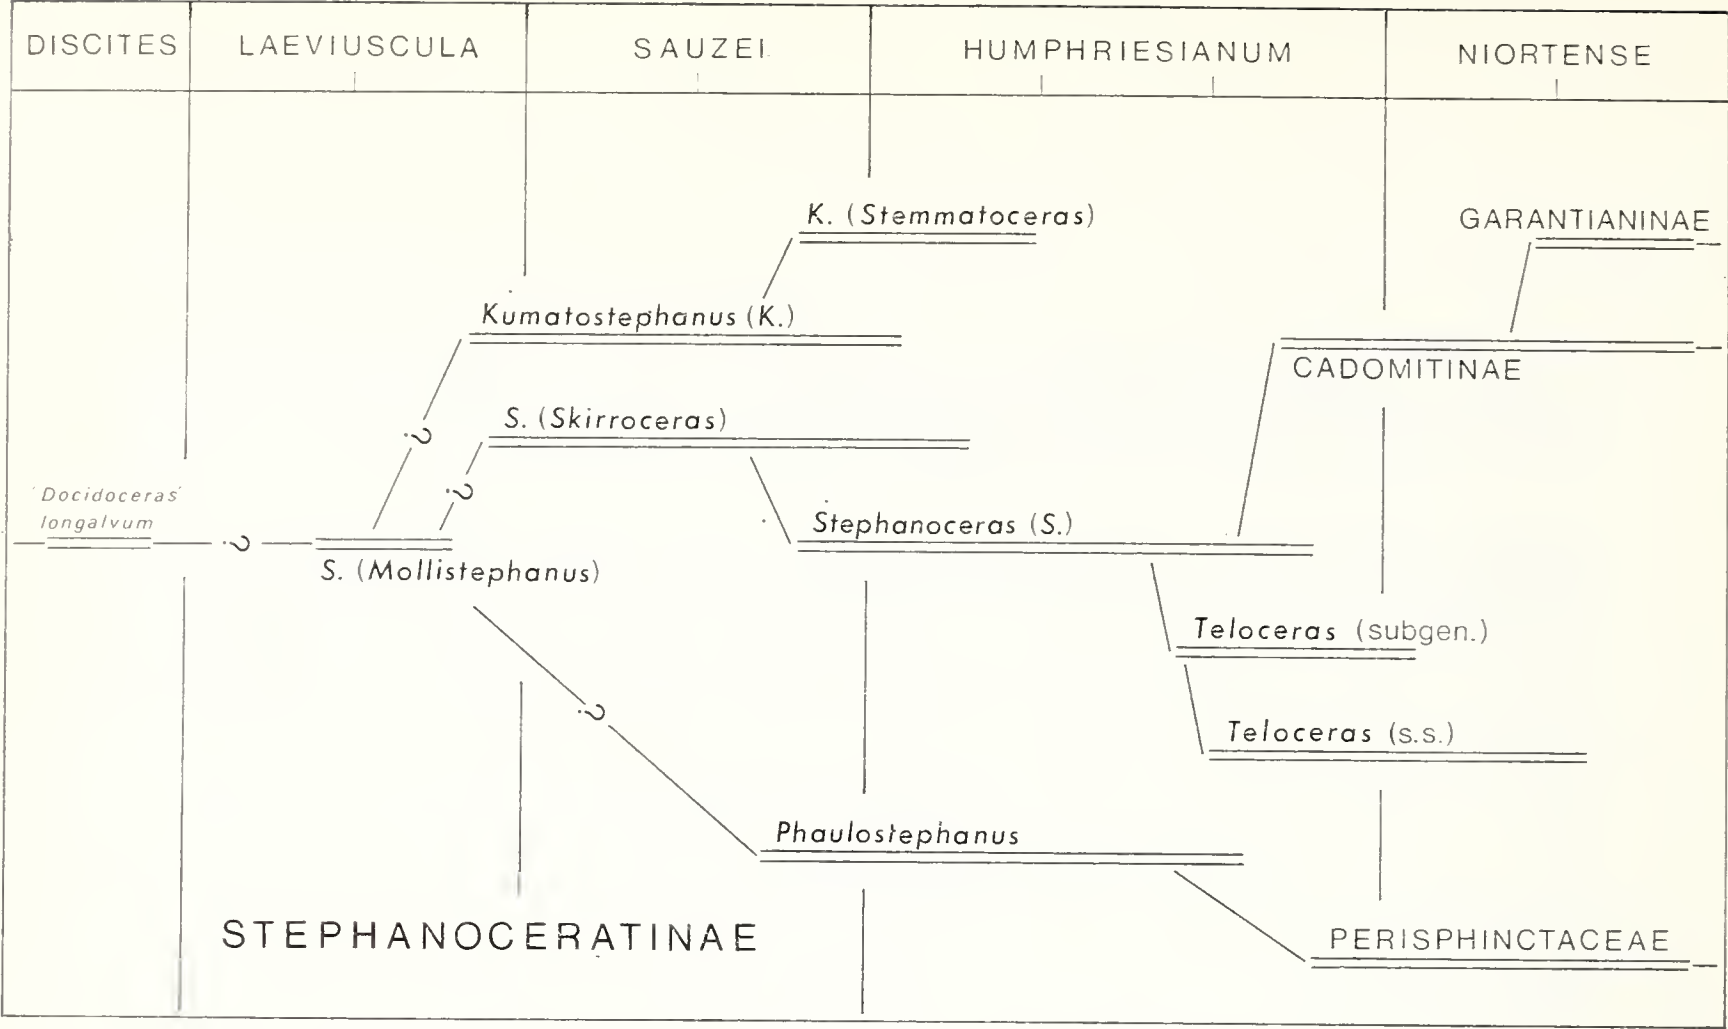 DISCITES
LAEVIUSCULA
SAUZEI
HUMPHRIESIANUM
NIORTENSE
K. (Stemmatoceras)
GARANTIANINAE
Kumatostephanus (K.)
CADOMITINAE
?
S. (Skirroceras)
?
'Docidoceras'
longalvum
?
Stephanoceras (S.)
S. (Mollistephanus)
Teloceras (subgen.)
?
Teloceras (s.s.)
Phaulostephanus
STEPHANOCERATINAE
PERISPHINCTACEAE